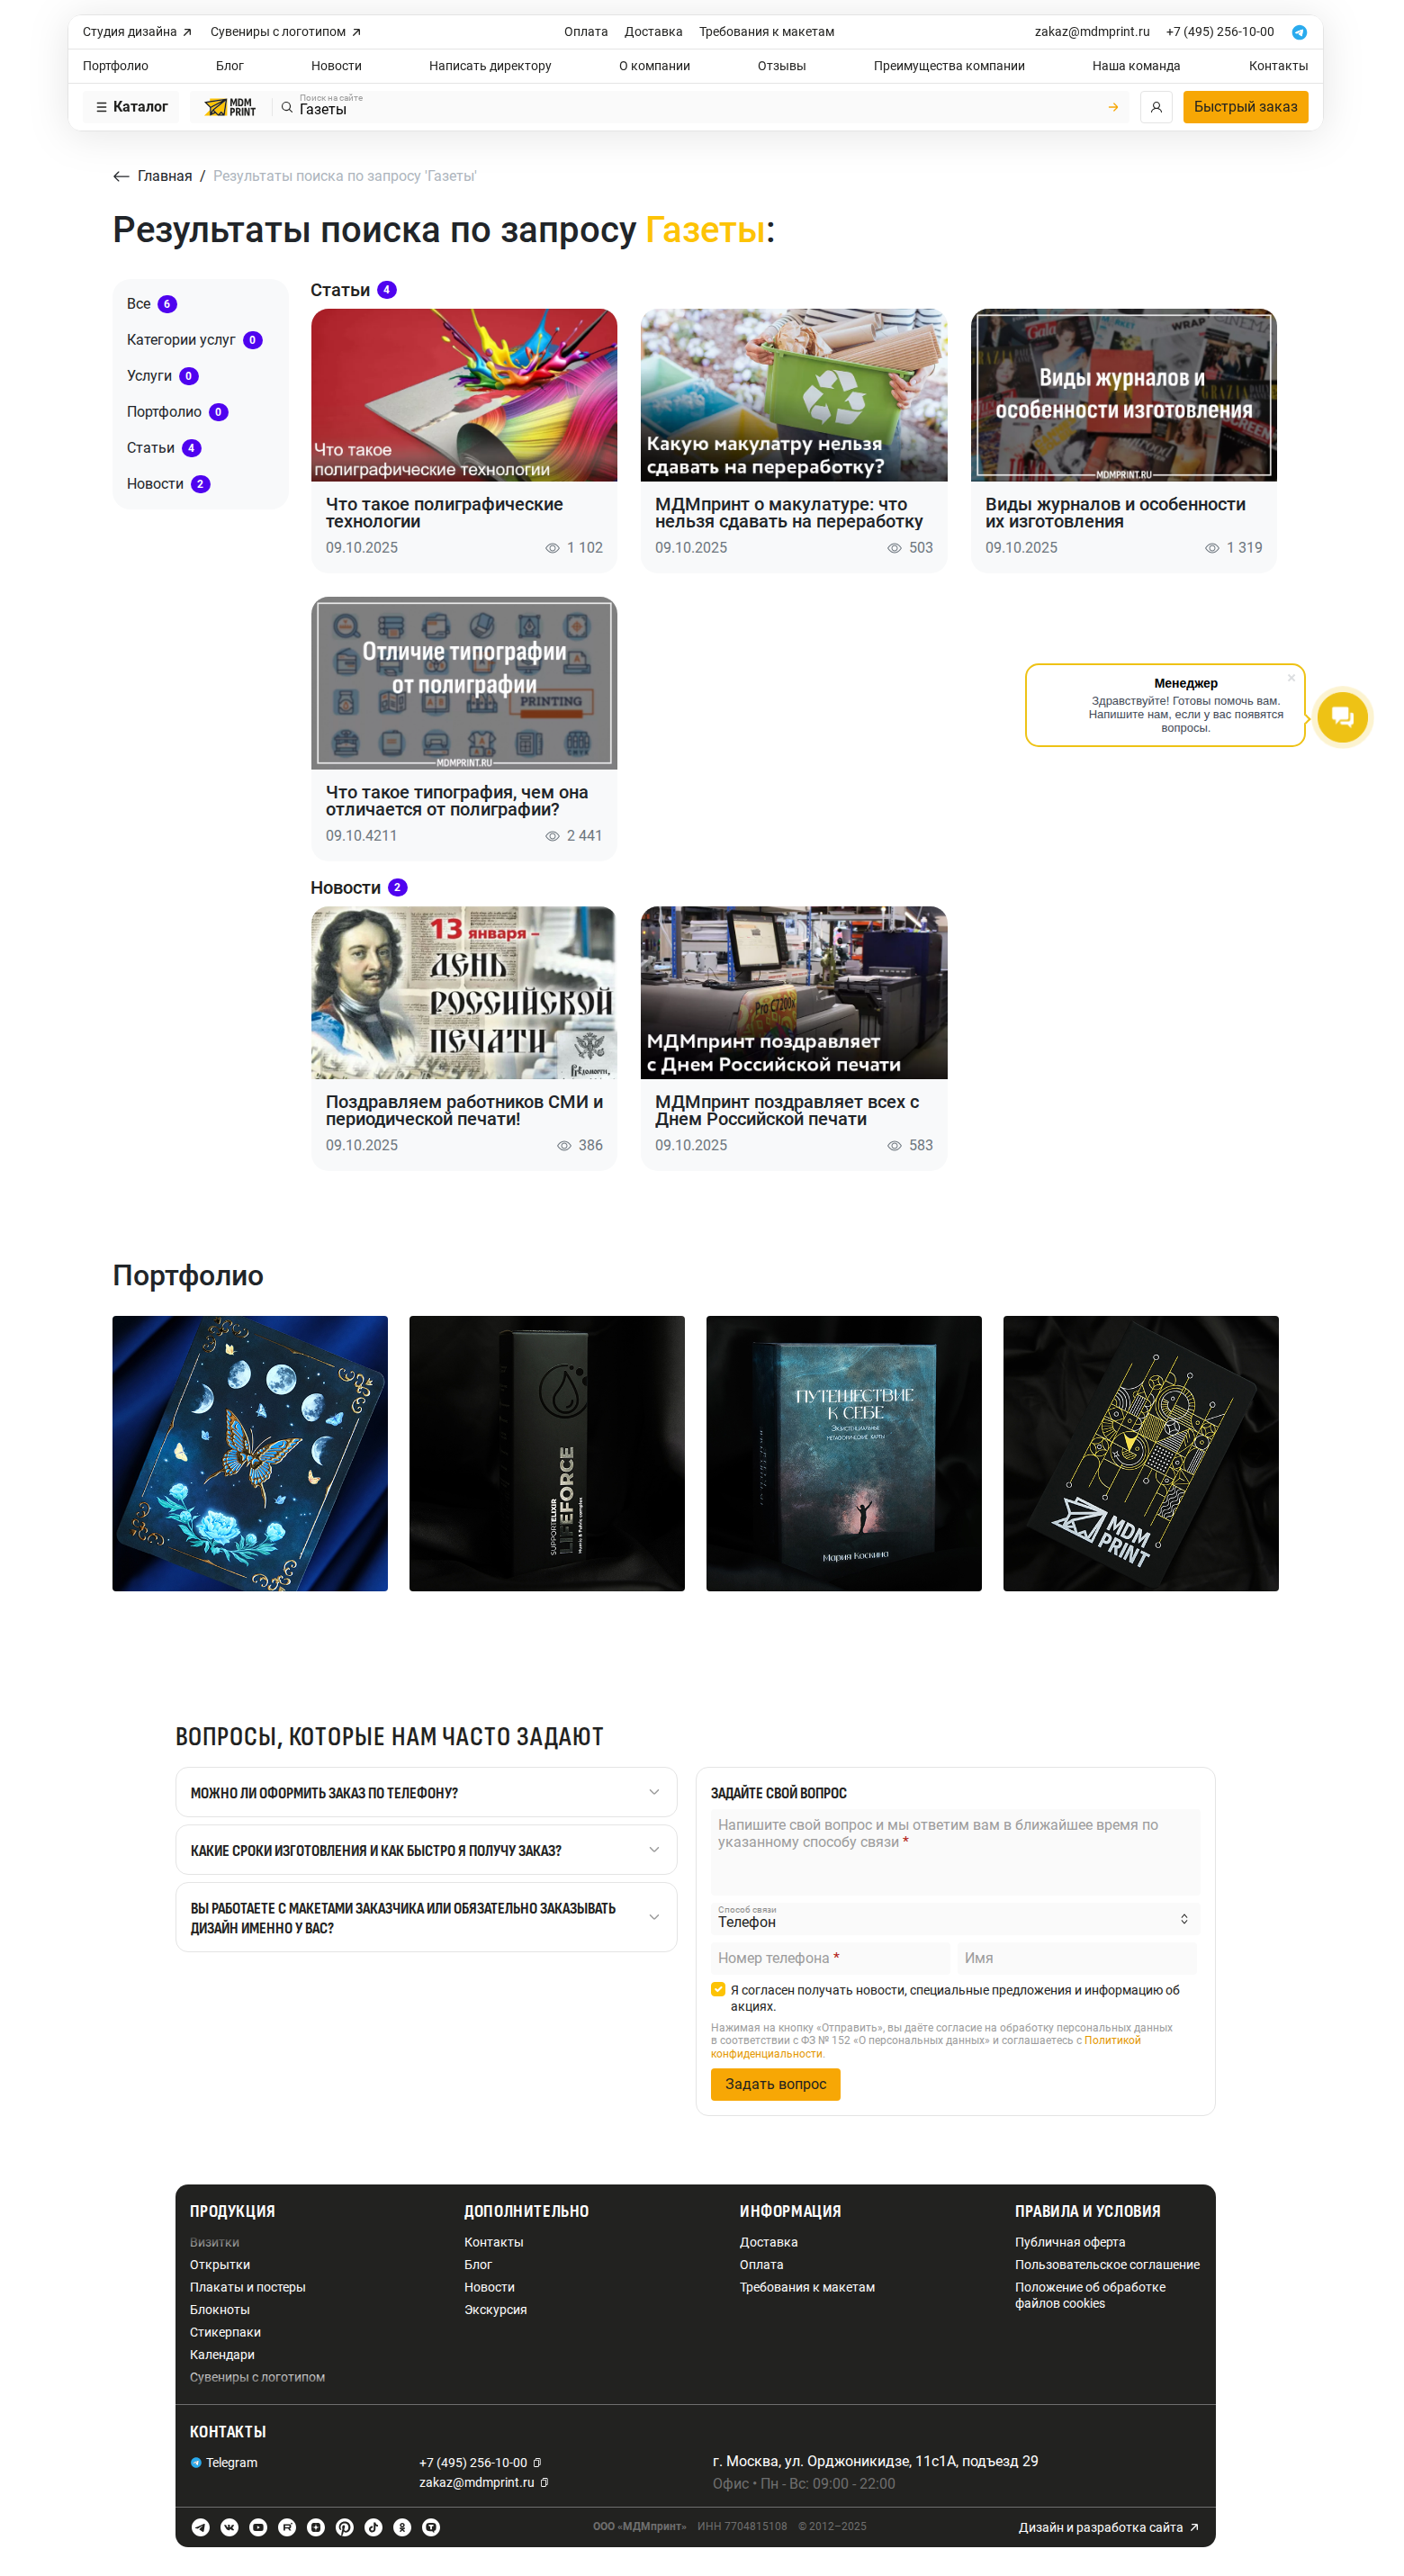 Студия дизайна
Сувениры с логотипом
Оплата
Доставка
Требования к макетам
zakaz@mdmprint.ru
+7 (495) 256-10-00
Портфолио
Блог
Новости
Написать директору
О компании
Отзывы
Преимущества компании
Наша команда
Контакты
Каталог
MDM
PRINT
Поиск на сайте
Газеты
Быстрый заказ
Главная / Результаты поиска по запросу 'Газеты'
Результаты поиска по запросу Газеты:
Все 6
Категории услуг 0
Услуги 0
Портфолио 0
Статьи 4
Новости 2
Статьи 4
Что такое
полиграфические технологии
Что такое полиграфические
технологии
09.10.2025
1 102
Какую макулатру нельзя
сдавать на переработку?
МДМпринт о макулатуре: что
нельзя сдавать на переработку
09.10.2025
503
Виды журналов и
особенности изготовления
MDMPRINT.RU
Виды журналов и особенности
их изготовления
09.10.2025
1 319
Отличие типографии
от полиграфии
PRINTING
MDMPRINT.RU
Что такое типография, чем она
отличается от полиграфии?
09.10.4211
2 441
Менеджер
Здравствуйте! Готовы помочь вам.
Напишите нам, если у вас появятся
вопросы.
Новости 2
13 января –
ДЕНЬ
РОССИЙСКОЙ
ПЕЧАТИ
Поздравляем работников СМИ и
периодической печати!
09.10.2025
386
Pro C7200x
МДМпринт поздравляет
с Днем Российской печати
МДМпринт поздравляет всех с
Днем Российской печати
09.10.2025
583
Портфолио
SUPPORTELIXIR
LIFEFORCE
ПУТЕШЕСТВИЕ
К СЕБЕ
Экзистенциальные
метафорические карты
Мария Коскина
MDM
PRINT
ВОПРОСЫ, КОТОРЫЕ НАМ ЧАСТО ЗАДАЮТ
МОЖНО ЛИ ОФОРМИТЬ ЗАКАЗ ПО ТЕЛЕФОНУ?
КАКИЕ СРОКИ ИЗГОТОВЛЕНИЯ И КАК БЫСТРО Я ПОЛУЧУ ЗАКАЗ?
ВЫ РАБОТАЕТЕ С МАКЕТАМИ ЗАКАЗЧИКА ИЛИ ОБЯЗАТЕЛЬНО ЗАКАЗЫВАТЬ
ДИЗАЙН ИМЕННО У ВАС?
ЗАДАЙТЕ СВОЙ ВОПРОС
Напишите свой вопрос и мы ответим вам в ближайшее время по
указанному способу связи *
Способ связи
Телефон
Номер телефона *
Имя
Я согласен получать новости, специальные предложения и информацию об
акциях.
Нажимая на кнопку «Отправить», вы даёте согласие на обработку персональных данных
в соответствии с ФЗ № 152 «О персональных данных» и соглашаетесь с Политикой
конфиденциальности.
Задать вопрос
ПРОДУКЦИЯ
Визитки
Открытки
Плакаты и постеры
Блокноты
Стикерпаки
Календари
Сувениры с логотипом
ДОПОЛНИТЕЛЬНО
Контакты
Блог
Новости
Экскурсия
ИНФОРМАЦИЯ
Доставка
Оплата
Требования к макетам
ПРАВИЛА И УСЛОВИЯ
Публичная оферта
Пользовательское соглашение
Положение об обработке
файлов cookies
КОНТАКТЫ
Telegram
+7 (495) 256-10-00
zakaz@mdmprint.ru
г. Москва, ул. Орджоникидзе, 11с1А, подъезд 29
Офис • Пн - Вс: 09:00 - 22:00
ООО «МДМпринт»
ИНН 7704815108
© 2012–2025
Дизайн и разработка сайта